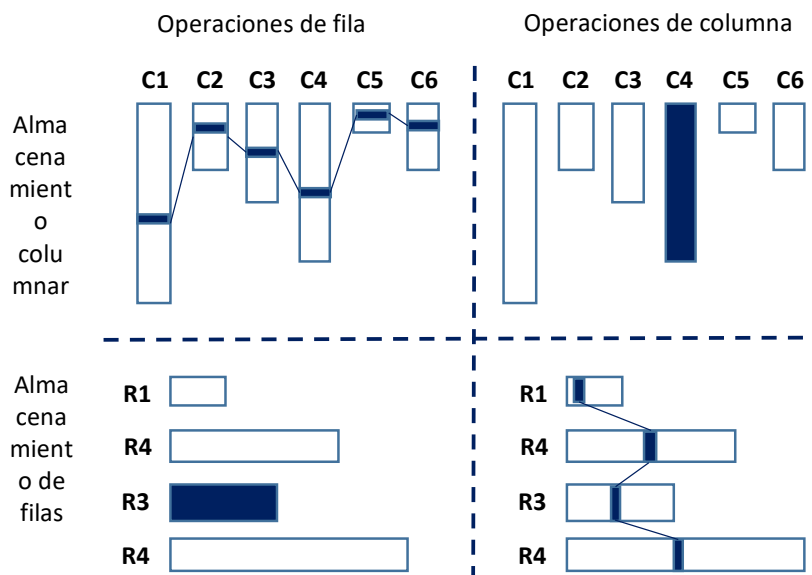 Operaciones de fila
Operaciones de columna
C1 C2 C3 C4 C5 C6
C1 C2 C3 C4 C5 C6
Alma
cena
mient
o
colu
mnar
Alma
cena
mient
o de
filas
R1
R4
R3
R4
R1
R4
R3
R4